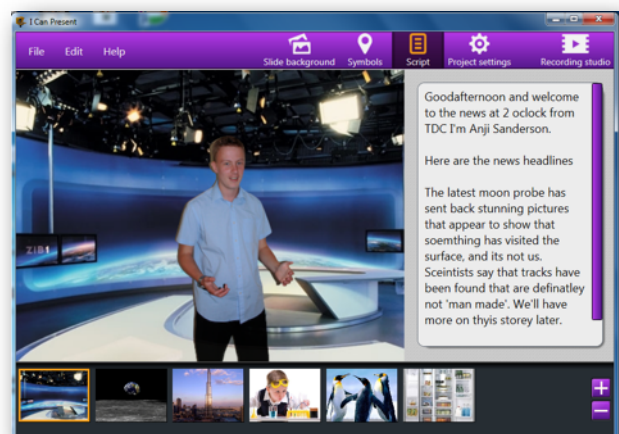 I Can Present
File Edit Help
Slide background Symbols Script Project settings Recording studio
ZIB1
Goodafternoon and welcome
to the news at 2 oclock from
TDC I'm Anji Sanderson.
Here are the news headlines
The latest moon probe has
sent back stunning pictures
that appear to show that
soemthing has visited the
surface, and its not us.
Sceintists say that tracks have
been found that are definatley
not 'man made'. We'll have
more on thyis storey later.